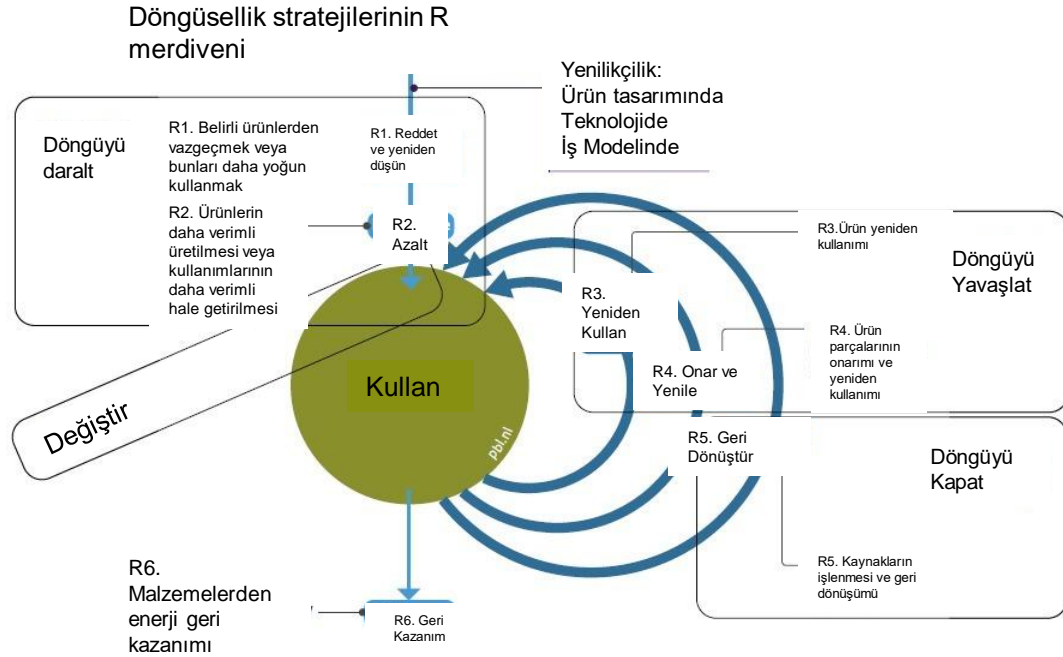 Döngüsellik stratejilerinin R
merdiveni
Yenilikçilik:
Ürün tasarımında
Teknolojide
İş Modelinde
Döngüyü
daralt
R1. Belirli ürünlerden
vazgeçmek veya
bunları daha yoğun
kullanmak
R1. Reddet
ve yeniden
düşün
R2. Ürünlerin
daha verimli
üretilmesi veya
kullanımlarının
daha verimli
hale getirilmesi
R2.
Azalt
R3.Ürün yeniden
kullanımı
Döngüyü
Yavaşlat
R3.
Yeniden
Kullan
R4. Ürün
parçalarının
onarımı ve
yeniden
kullanımı
R4. Onar ve
Yenile
Kullan
Değiştir
pbl.nl
R5. Geri
Dönüştür
Döngüyü
Kapat
R5. Kaynakların
işlenmesi ve geri
dönüşümü
R6.
Malzemelerden
enerji geri
kazanımı
R6. Geri
Kazanım